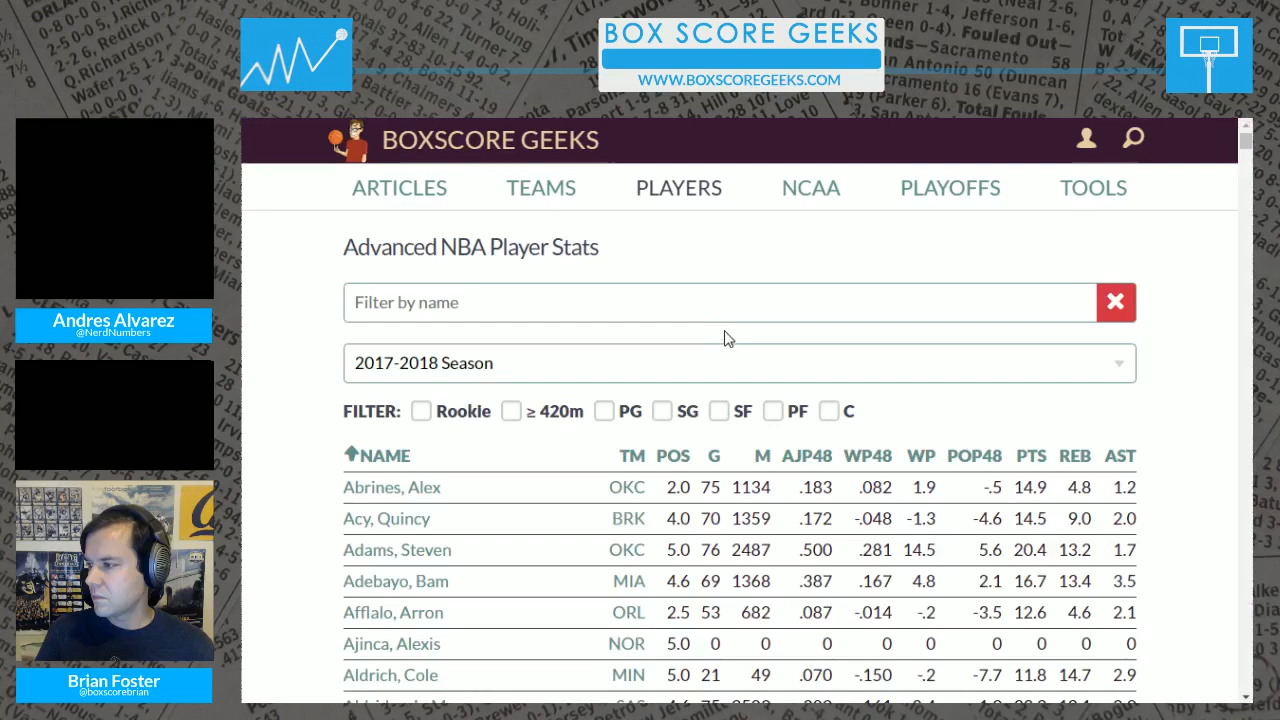 BOX SCORE GEEKS
WWW.BOXSCOREGEEKS.COM
BOXSCORE GEEKS
ARTICLES TEAMS PLAYERS NCAA PLAYOFFS TOOLS
Advanced NBA Player Stats
Filter by name
2017-2018 Season
FILTER: Rookie ≥ 420m PG SG SF PF C
NAME TM POS G M AJP48 WP48 WP POP48 PTS REB AST
Abrines, Alex OKC 2.0 75 1134 .183 .082 1.9 -.5 14.9 4.8 1.2
Acy, Quincy BRK 4.0 70 1359 .172 -.048 -1.3 -4.6 14.5 9.0 2.0
Adams, Steven OKC 5.0 76 2487 .500 .281 14.5 5.6 20.4 13.2 1.7
Adebayo, Bam MIA 4.6 69 1368 .387 .167 4.8 2.1 16.7 13.4 3.5
Afflalo, Arron ORL 2.5 53 682 .087 -.014 -.2 -3.5 12.6 4.6 2.1
Ajinca, Alexis NOR 5.0 0 0 0 0 0 0 0 0 0
Aldrich, Cole MIN 5.0 21 49 .070 -.150 -.2 -7.7 11.8 14.7 2.9
Andres Alvarez
@NerdNumbers
Brian Foster
@boxscorebrian